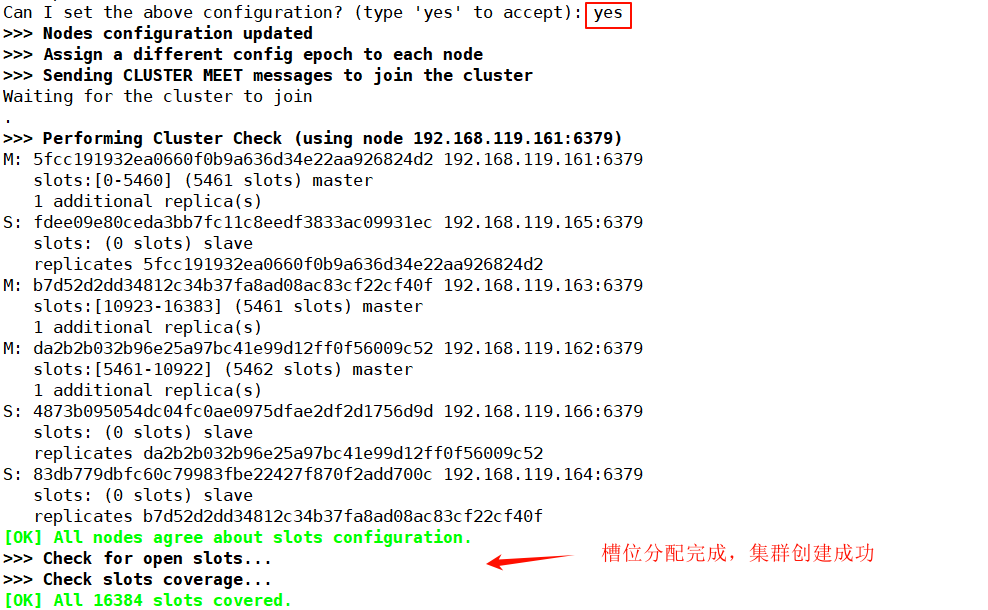 Can I set the above configuration? (type 'yes' to accept): yes
>>> Nodes configuration updated
>>> Assign a different config epoch to each node
>>> Sending CLUSTER MEET messages to join the cluster
Waiting for the cluster to join
.
>>> Performing Cluster Check (using node 192.168.119.161:6379)
M: 5fcc191932ea0660f0b9a636d34e22aa926824d2 192.168.119.161:6379
   slots:[0-5460] (5461 slots) master
   1 additional replica(s)
S: fdee09e80ceda3bb7fc11c8eedf3833ac09931ec 192.168.119.165:6379
   slots: (0 slots) slave
   replicates 5fcc191932ea0660f0b9a636d34e22aa926824d2
M: b7d52d2dd34812c34b37fa8ad08ac83cf22cf40f 192.168.119.163:6379
   slots:[10923-16383] (5461 slots) master
   1 additional replica(s)
M: da2b2b032b96e25a97bc41e99d12ff0f56009c52 192.168.119.162:6379
   slots:[5461-10922] (5462 slots) master
   1 additional replica(s)
S: 4873b095054dc04fc0ae0975dfae2df2d1756d9d 192.168.119.166:6379
   slots: (0 slots) slave
   replicates da2b2b032b96e25a97bc41e99d12ff0f56009c52
S: 83db779dbfc60c79983fbe22427f870f2add700c 192.168.119.164:6379
   slots: (0 slots) slave
   replicates b7d52d2dd34812c34b37fa8ad08ac83cf22cf40f
[OK] All nodes agree about slots configuration.
>>> Check for open slots...
槽位分配完成，集群创建成功
>>> Check slots coverage...
[OK] All 16384 slots covered.